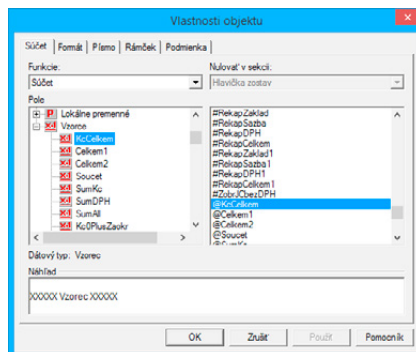 Vlastnosti objektu
Súčet Formát Písmo Rámček Podmienka
Funkcie: Nulovať v sekcii:
Súčet Hlavička zostav
Pole
Lokálne premenné
Vzorce
KcCelkem
Celkem1
Celkem2
Soucet
SumKc
SumDPH
SumAll
Kc0PlusZaokr
#RekapZaklad
#RekapSazba
#RekapDPH
#RekapCelkem
#RekapZaklad1
#RekapSazba1
#RekapDPH1
#RekapCelkem1
#ZobrJCbezDPH
@KcCelkem
@Celkem1
@Celkem2
@Soucet
@SumKc
Dátový typ: Vzorec
Náhľad
XXXXX Vzorec XXXXX
OK Zrušiť Použiť Pomocník